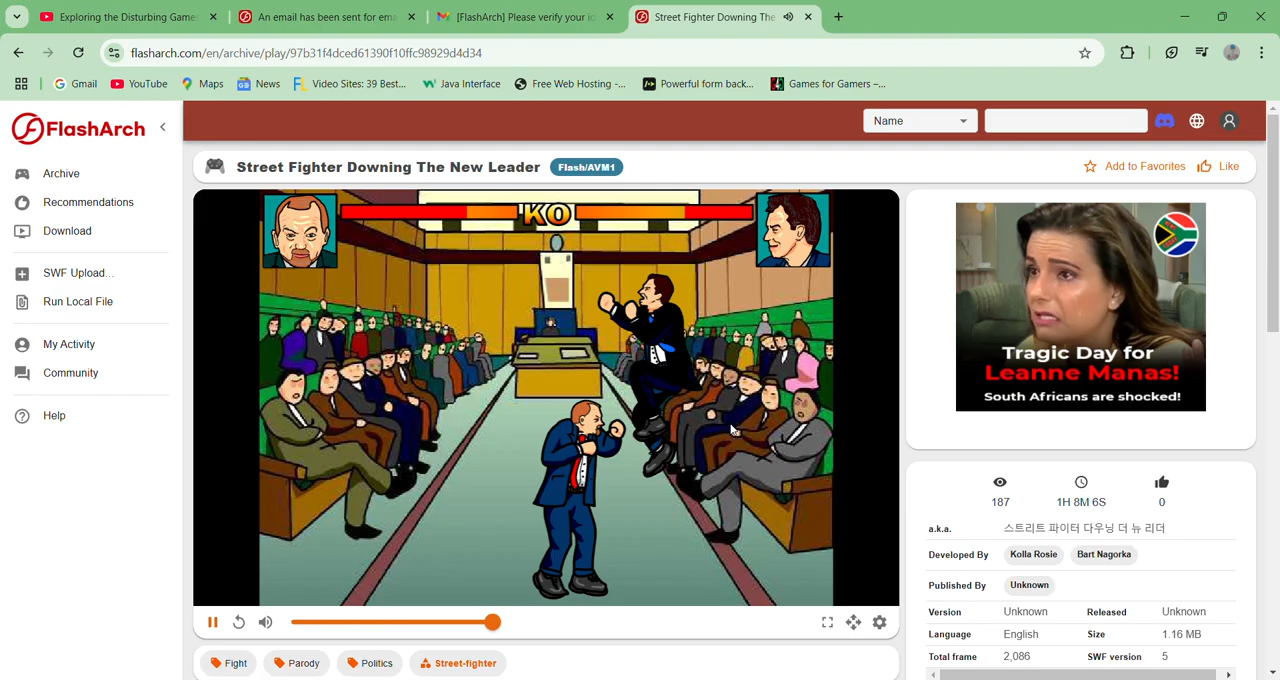 Exploring the Disturbing Games
An email has been sent for ema
[FlashArch] Please verify your
Street Fighter Downing The
flasharch.com/en/archive/play/97b31f4dced61390f10ffc98929d4d34
Gmail YouTube Maps News Video Sites: 39 Best... Java Interface Free Web Hosting -... Powerful form back... Games for Gamers –...
FlashArch
Name
Archive
Recommendations
Download
SWF Upload...
Run Local File
My Activity
Community
Help
Street Fighter Downing The New Leader Flash/AVM1
Add to Favorites Like
'KO
Fight Parody Politics Street-fighter
Tragic Day for
Leanne Manas!
South Africans are shocked!
187 1H 8M 6S 0
a.k.a. 스트리트 파이터 다우닝 더 뉴 리더
Developed By Kolla Rosie Bart Nagorka
Published By Unknown
Version Unknown Released Unknown
Language English Size 1.16 MB
Total frame 2,086 SWF version 5